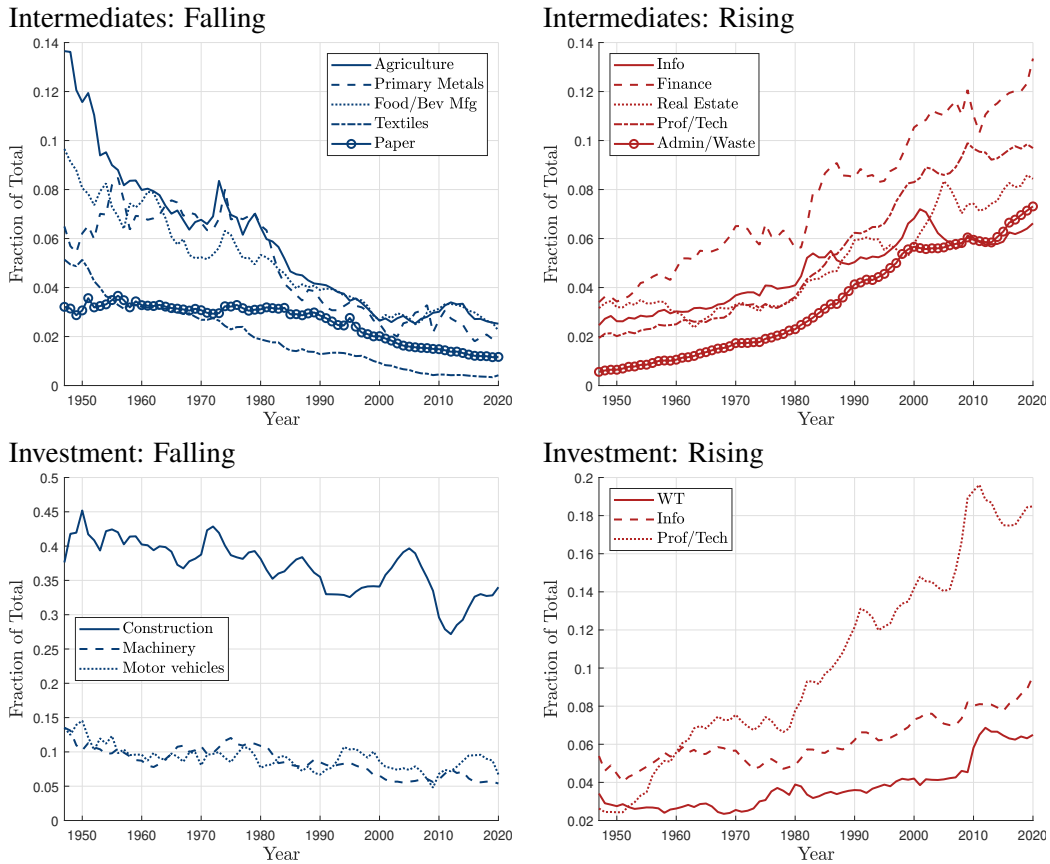 Intermediates: Falling
Fraction of Total
0.14
0.12
0.1
0.08
0.06
0.04
0.02
0
Agriculture
Primary Metals
Food/Bev Mfg
Textiles
Paper
1950 1960 1970 1980 1990 2000 2010 2020
Year
Intermediates: Rising
Fraction of Total
0.14
0.12
0.1
0.08
0.06
0.04
0.02
0
Info
Finance
Real Estate
Prof/Tech
Admin/Waste
1950 1960 1970 1980 1990 2000 2010 2020
Year
Investment: Falling
Fraction of Total
0.5
0.45
0.4
0.35
0.3
0.25
0.2
0.15
0.1
0.05
0
Construction
Machinery
Motor vehicles
1950 1960 1970 1980 1990 2000 2010 2020
Year
Investment: Rising
Fraction of Total
0.2
0.18
0.16
0.14
0.12
0.1
0.08
0.06
0.04
0.02
WT
Info
Prof/Tech
1950 1960 1970 1980 1990 2000 2010 2020
Year